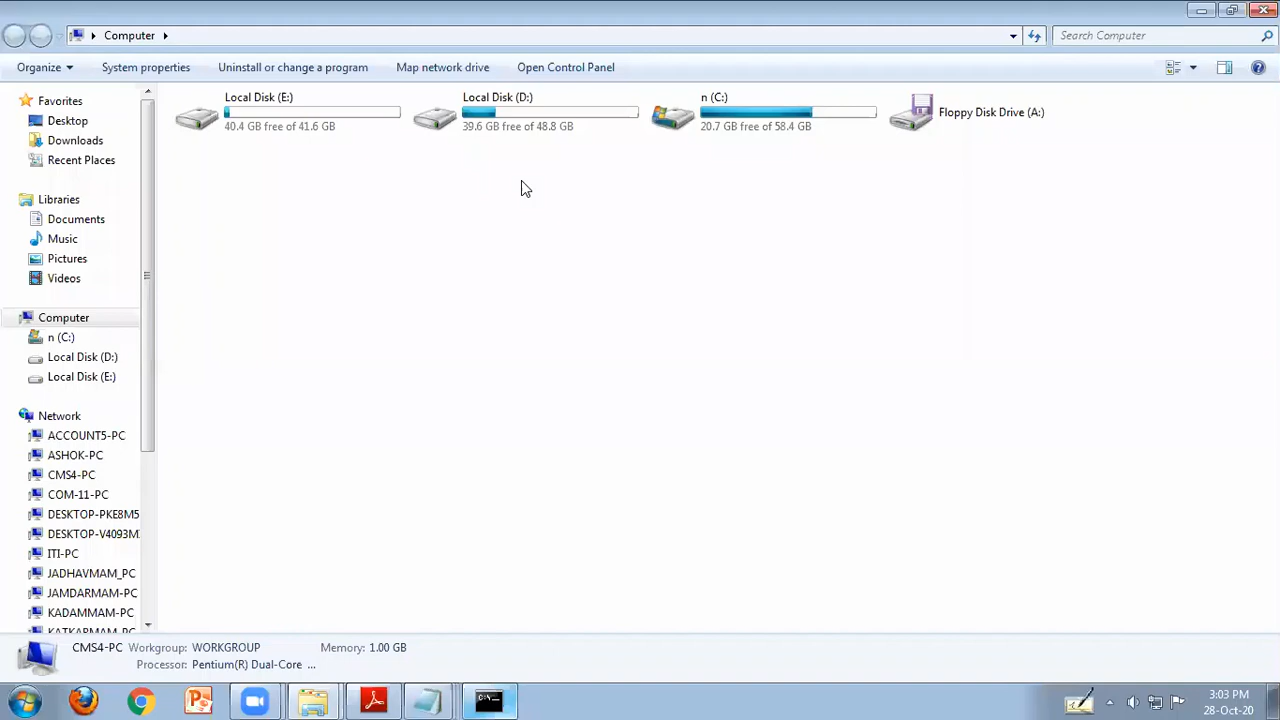 Computer
Search Computer
Organize
System properties
Uninstall or change a program
Map network drive
Open Control Panel
Favorites
Desktop
Downloads
Recent Places
Libraries
Documents
Music
Pictures
Videos
Computer
n (C:)
Local Disk (D:)
Local Disk (E:)
Network
ACCOUNT5-PC
ASHOK-PC
CMS4-PC
COM-11-PC
DESKTOP-PKE8M5
DESKTOP-V4093M
ITI-PC
JADHAVMAM_PC
JAMDARMAM-PC
KADAMMAM-PC
KATKARMAM_PC
Local Disk (E:)
40.4 GB free of 41.6 GB
Local Disk (D:)
39.6 GB free of 48.8 GB
n (C:)
20.7 GB free of 58.4 GB
Floppy Disk Drive (A:)
CMS4-PC Workgroup: WORKGROUP Memory: 1.00 GB
Processor: Pentium(R) Dual-Core ...
3:03 PM
28-Oct-20